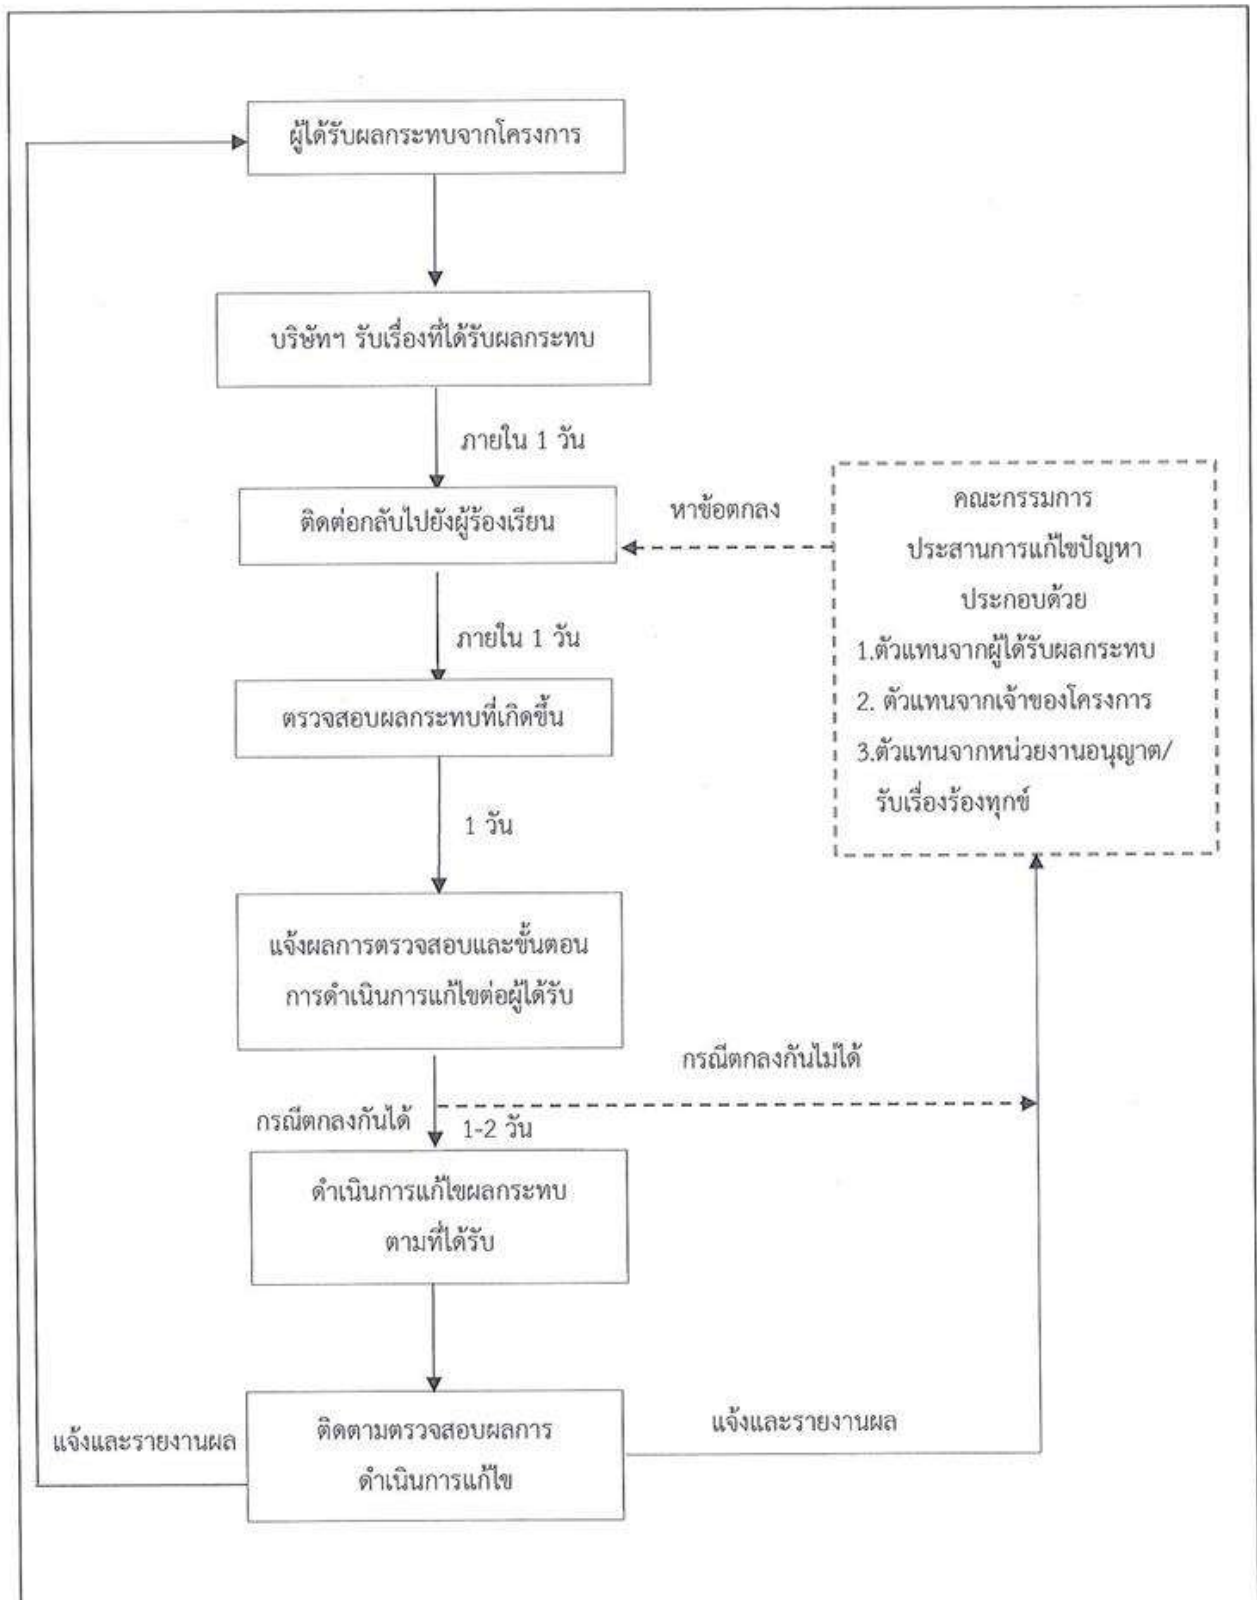 ผู้ได้รับผลกระทบจากโครงการ
บริษัทฯ รับเรื่องที่ได้รับผลกระทบ
ภายใน 1 วัน
ติดต่อกลับไปยังผู้ร้องเรียน
หาข้อตกลง
คณะกรรมการ
ประสานการแก้ไขปัญหา
ประกอบด้วย
1.ตัวแทนจากผู้ได้รับผลกระทบ
2. ตัวแทนจากเจ้าของโครงการ
3.ตัวแทนจากหน่วยงานอนุญาต/
รับเรื่องร้องทุกข์
ภายใน 1 วัน
ตรวจสอบผลกระทบที่เกิดขึ้น
1 วัน
แจ้งผลการตรวจสอบและขั้นตอน
การดำเนินการแก้ไขต่อผู้ได้รับ
กรณีตกลงกันไม่ได้
กรณีตกลงกันได้
1-2 วัน
ดำเนินการแก้ไขผลกระทบ
ตามที่ได้รับ
แจ้งและรายงานผล
ติดตามตรวจสอบผลการ
ดำเนินการแก้ไข
แจ้งและรายงานผล